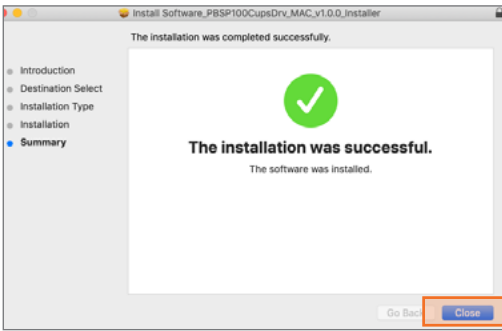 Install Software_PBSP100CupsDrv_MAC_v1.0.0_Installer
The installation was completed successfully.
Introduction
Destination Select
Installation Type
Installation
Summary
The installation was successful.
The software was installed.
Go Back
Close